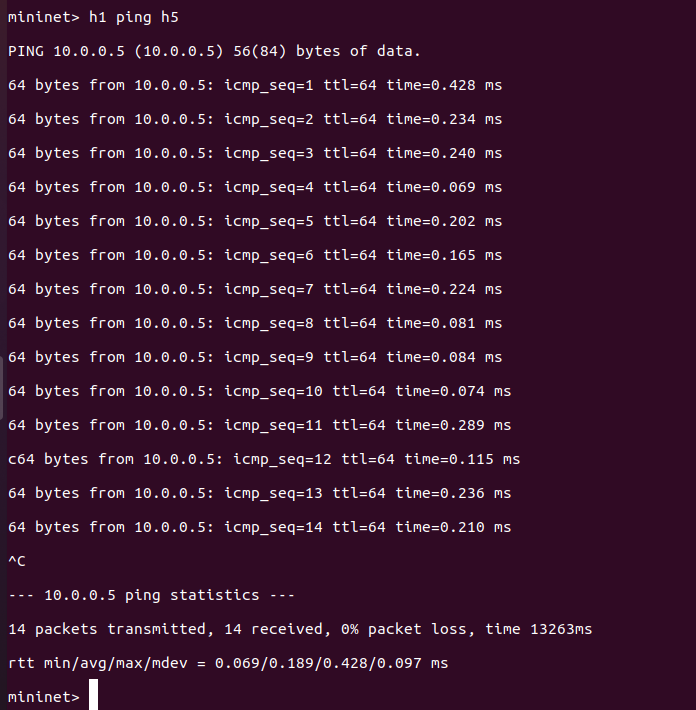 mininet> h1 ping h5
PING 10.0.0.5 (10.0.0.5) 56(84) bytes of data.
64 bytes from 10.0.0.5: icmp_seq=1 ttl=64 time=0.428 ms
64 bytes from 10.0.0.5: icmp_seq=2 ttl=64 time=0.234 ms
64 bytes from 10.0.0.5: icmp_seq=3 ttl=64 time=0.240 ms
64 bytes from 10.0.0.5: icmp_seq=4 ttl=64 time=0.069 ms
64 bytes from 10.0.0.5: icmp_seq=5 ttl=64 time=0.202 ms
64 bytes from 10.0.0.5: icmp_seq=6 ttl=64 time=0.165 ms
64 bytes from 10.0.0.5: icmp_seq=7 ttl=64 time=0.224 ms
64 bytes from 10.0.0.5: icmp_seq=8 ttl=64 time=0.081 ms
64 bytes from 10.0.0.5: icmp_seq=9 ttl=64 time=0.084 ms
64 bytes from 10.0.0.5: icmp_seq=10 ttl=64 time=0.074 ms
64 bytes from 10.0.0.5: icmp_seq=11 ttl=64 time=0.289 ms
c64 bytes from 10.0.0.5: icmp_seq=12 ttl=64 time=0.115 ms
64 bytes from 10.0.0.5: icmp_seq=13 ttl=64 time=0.236 ms
64 bytes from 10.0.0.5: icmp_seq=14 ttl=64 time=0.210 ms
^C
--- 10.0.0.5 ping statistics ---
14 packets transmitted, 14 received, 0% packet loss, time 13263ms
rtt min/avg/max/mdev = 0.069/0.189/0.428/0.097 ms
mininet>